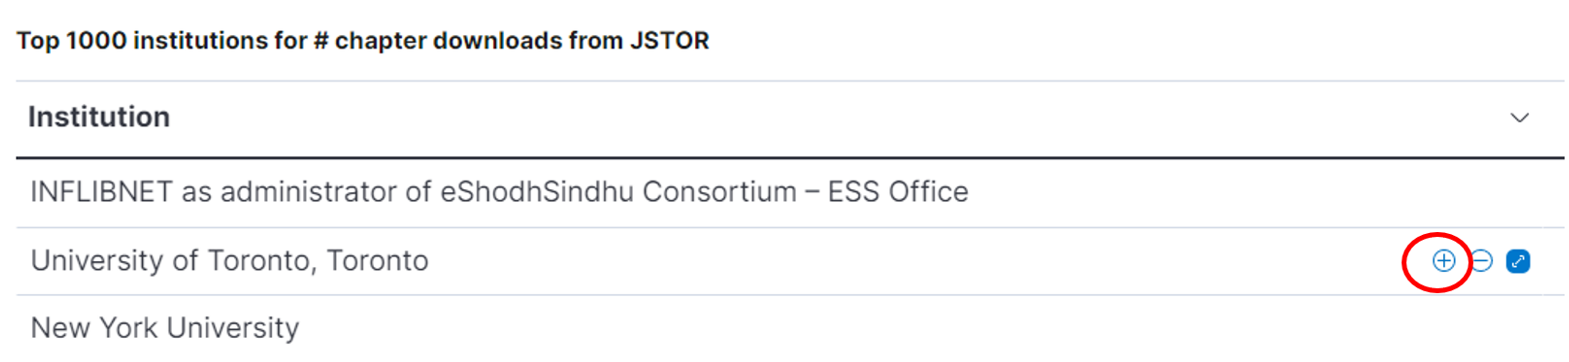 Top 1000 institutions for # chapter downloads from JSTOR
Institution
INFLIBNET as administrator of eShodhSindhu Consortium – ESS Office
University of Toronto, Toronto
New York University